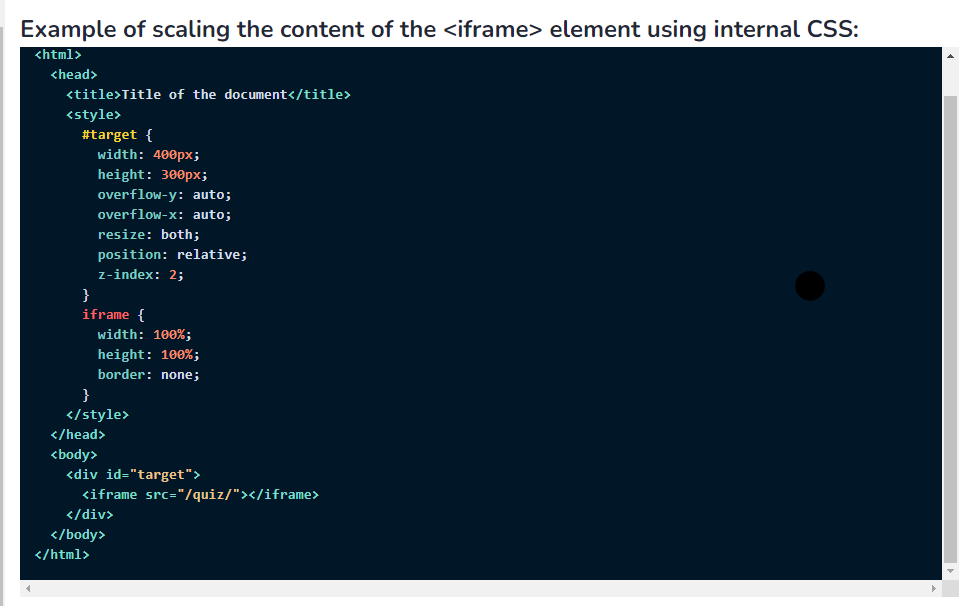 Example of scaling the content of the <iframe> element using internal CSS:
<html>
<head>
<title>Title of the document</title>
<style>
#target {
width: 400px;
height: 300px;
overflow-y: auto;
overflow-x: auto;
resize: both;
position: relative;
z-index: 2;
}
iframe {
width: 100%;
height: 100%;
border: none;
}
</style>
</head>
<body>
<div id="target">
<iframe src="/quiz/"></iframe>
</div>
</body>
</html>